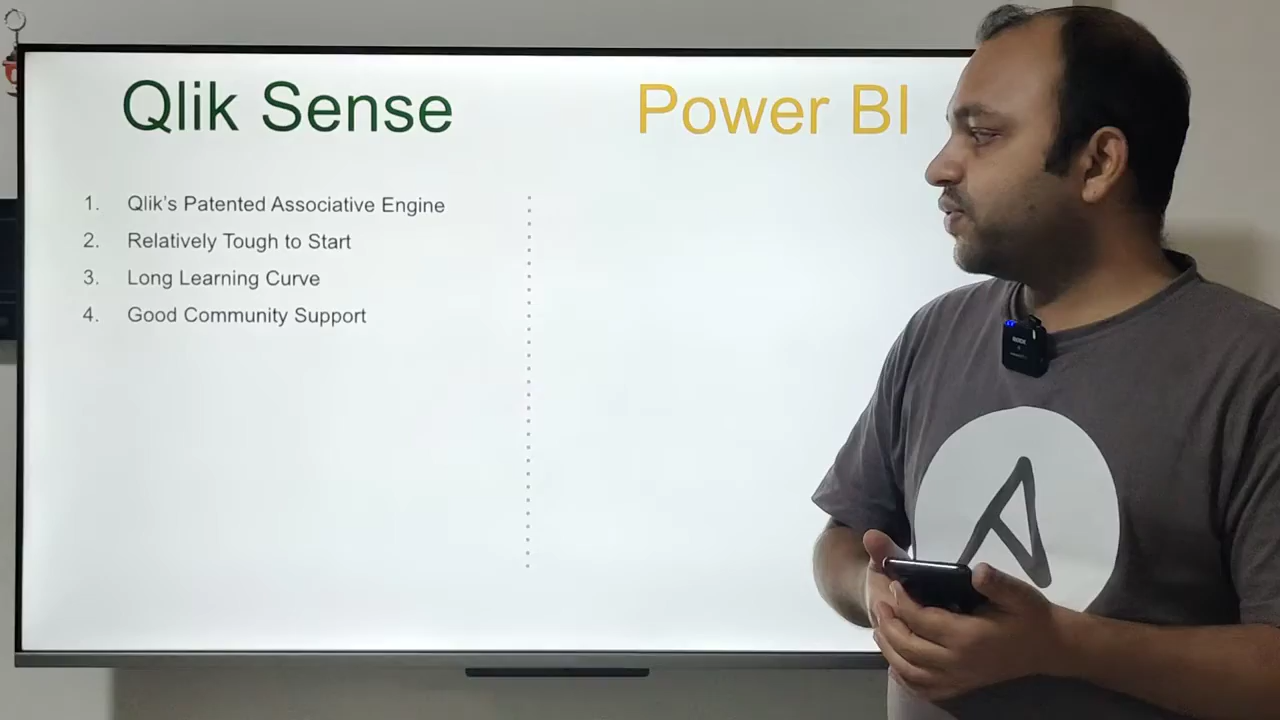 Qlik Sense
1. Qlik's Patented Associative Engine
2. Relatively Tough to Start
3. Long Learning Curve
4. Good Community Support
Power BI